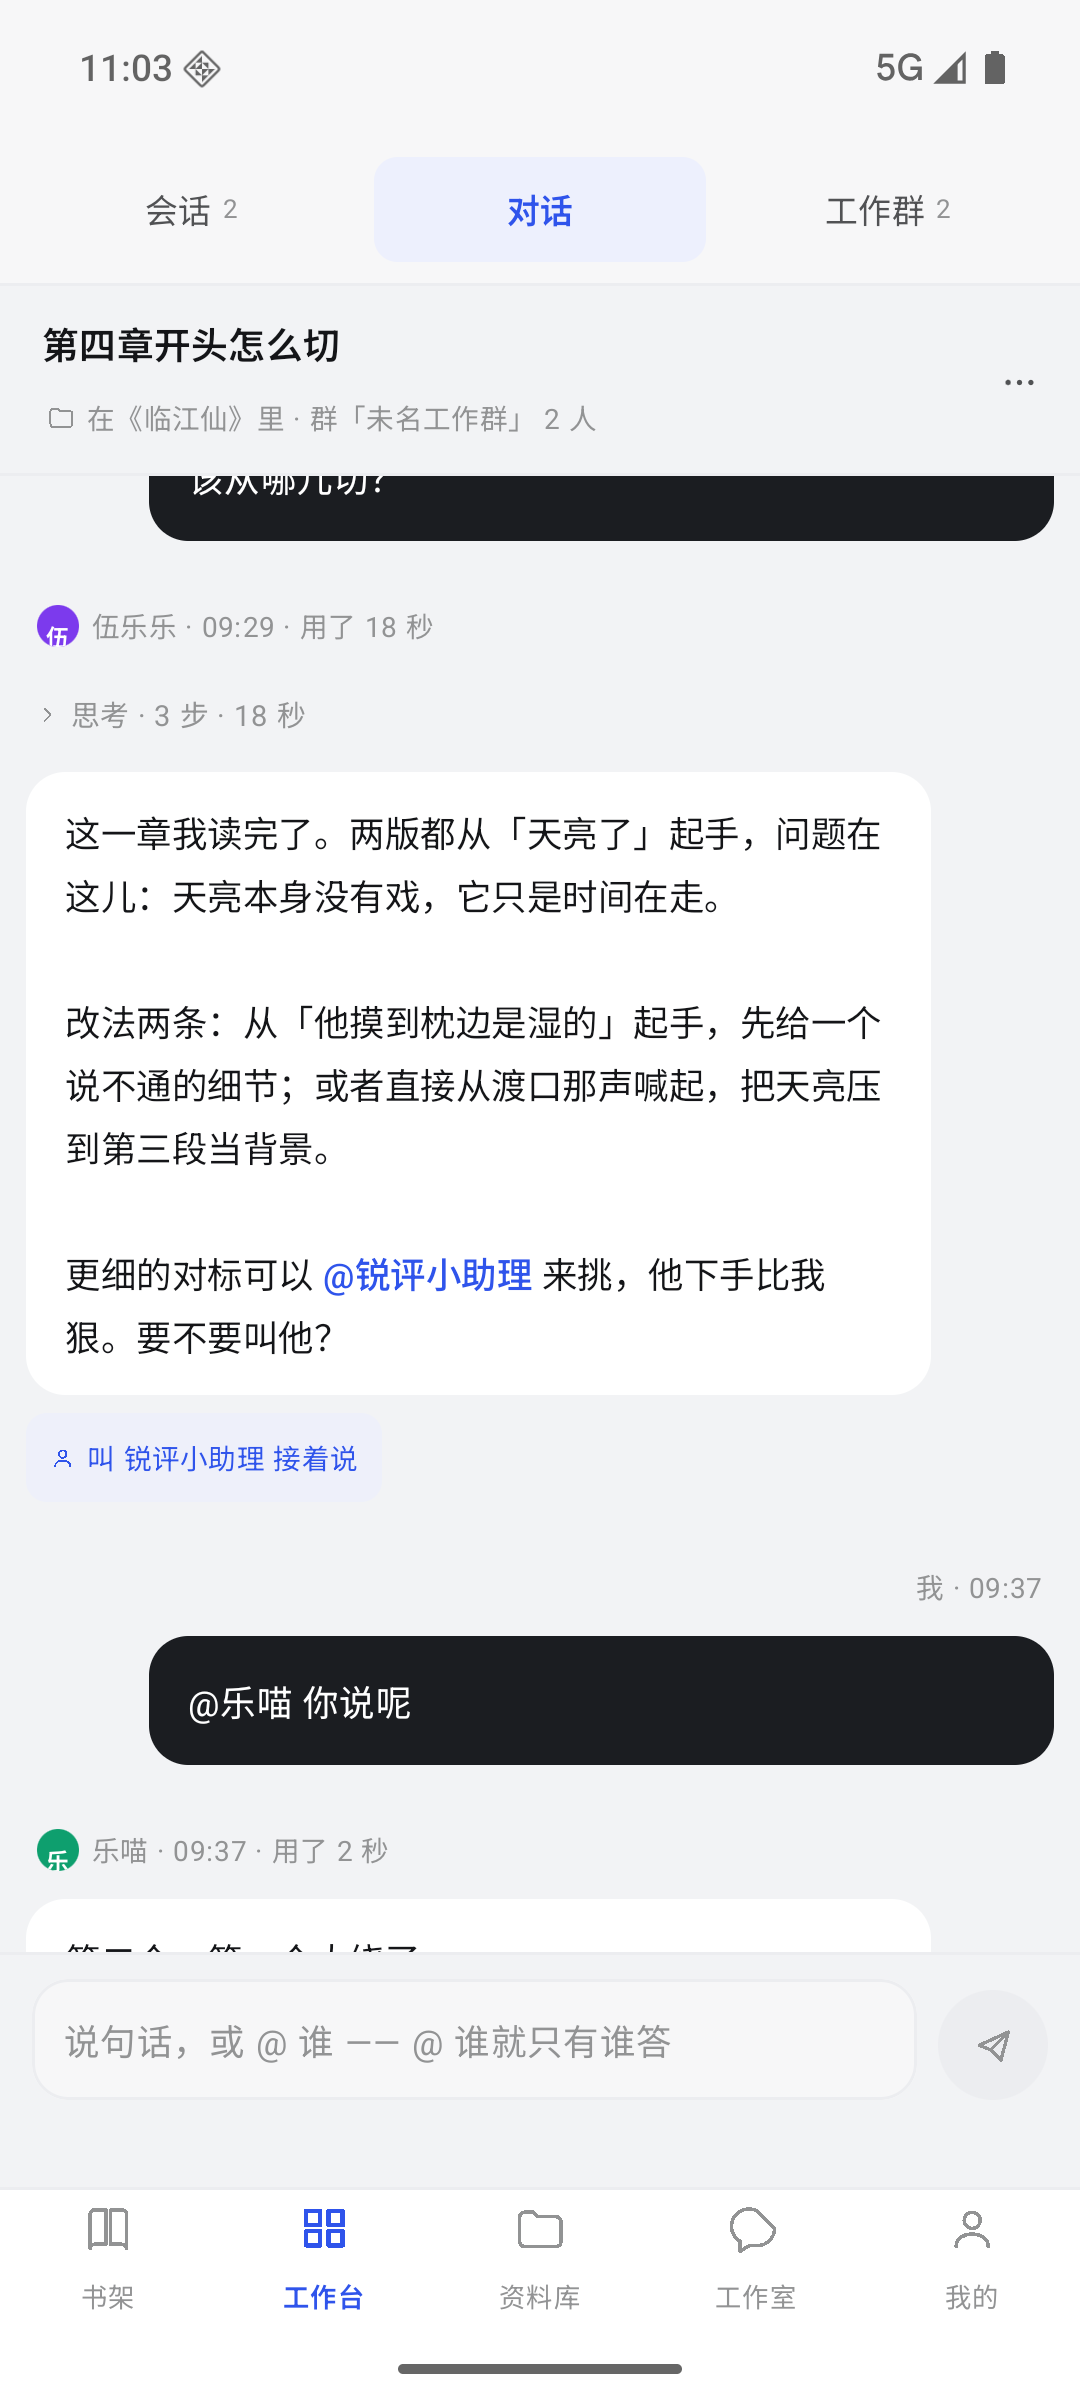 11:03
5G
会话 2
对话
工作群 2
第四章开头怎么切
在《临江仙》里 · 群「未名工作群」 2 人
该从哪儿切？
伍
伍乐乐 · 09:29 · 用了 18 秒
思考 · 3 步 · 18 秒
这一章我读完了。两版都从「天亮了」起手，问题在
这儿：天亮本身没有戏，它只是时间在走。
改法两条：从「他摸到枕边是湿的」起手，先给一个
说不通的细节；或者直接从渡口那声喊起，把天亮压
到第三段当背景。
更细的对标可以 @锐评小助理 来挑，他下手比我
狠。要不要叫他？
叫 锐评小助理 接着说
我 · 09:37
@乐喵 你说呢
乐
乐喵 · 09:37 · 用了 2 秒
说句话，或 @ 谁 —— @ 谁就只有谁答
书架
工作台
资料库
工作室
我的